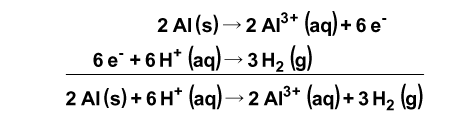 2 Al(s) → 2 Al³⁺ (aq) + 6 e⁻
6 e⁻ + 6 H⁺ (aq) → 3 H₂ (g)
2 Al(s) + 6 H⁺ (aq) → 2 Al³⁺ (aq) + 3 H₂ (g)